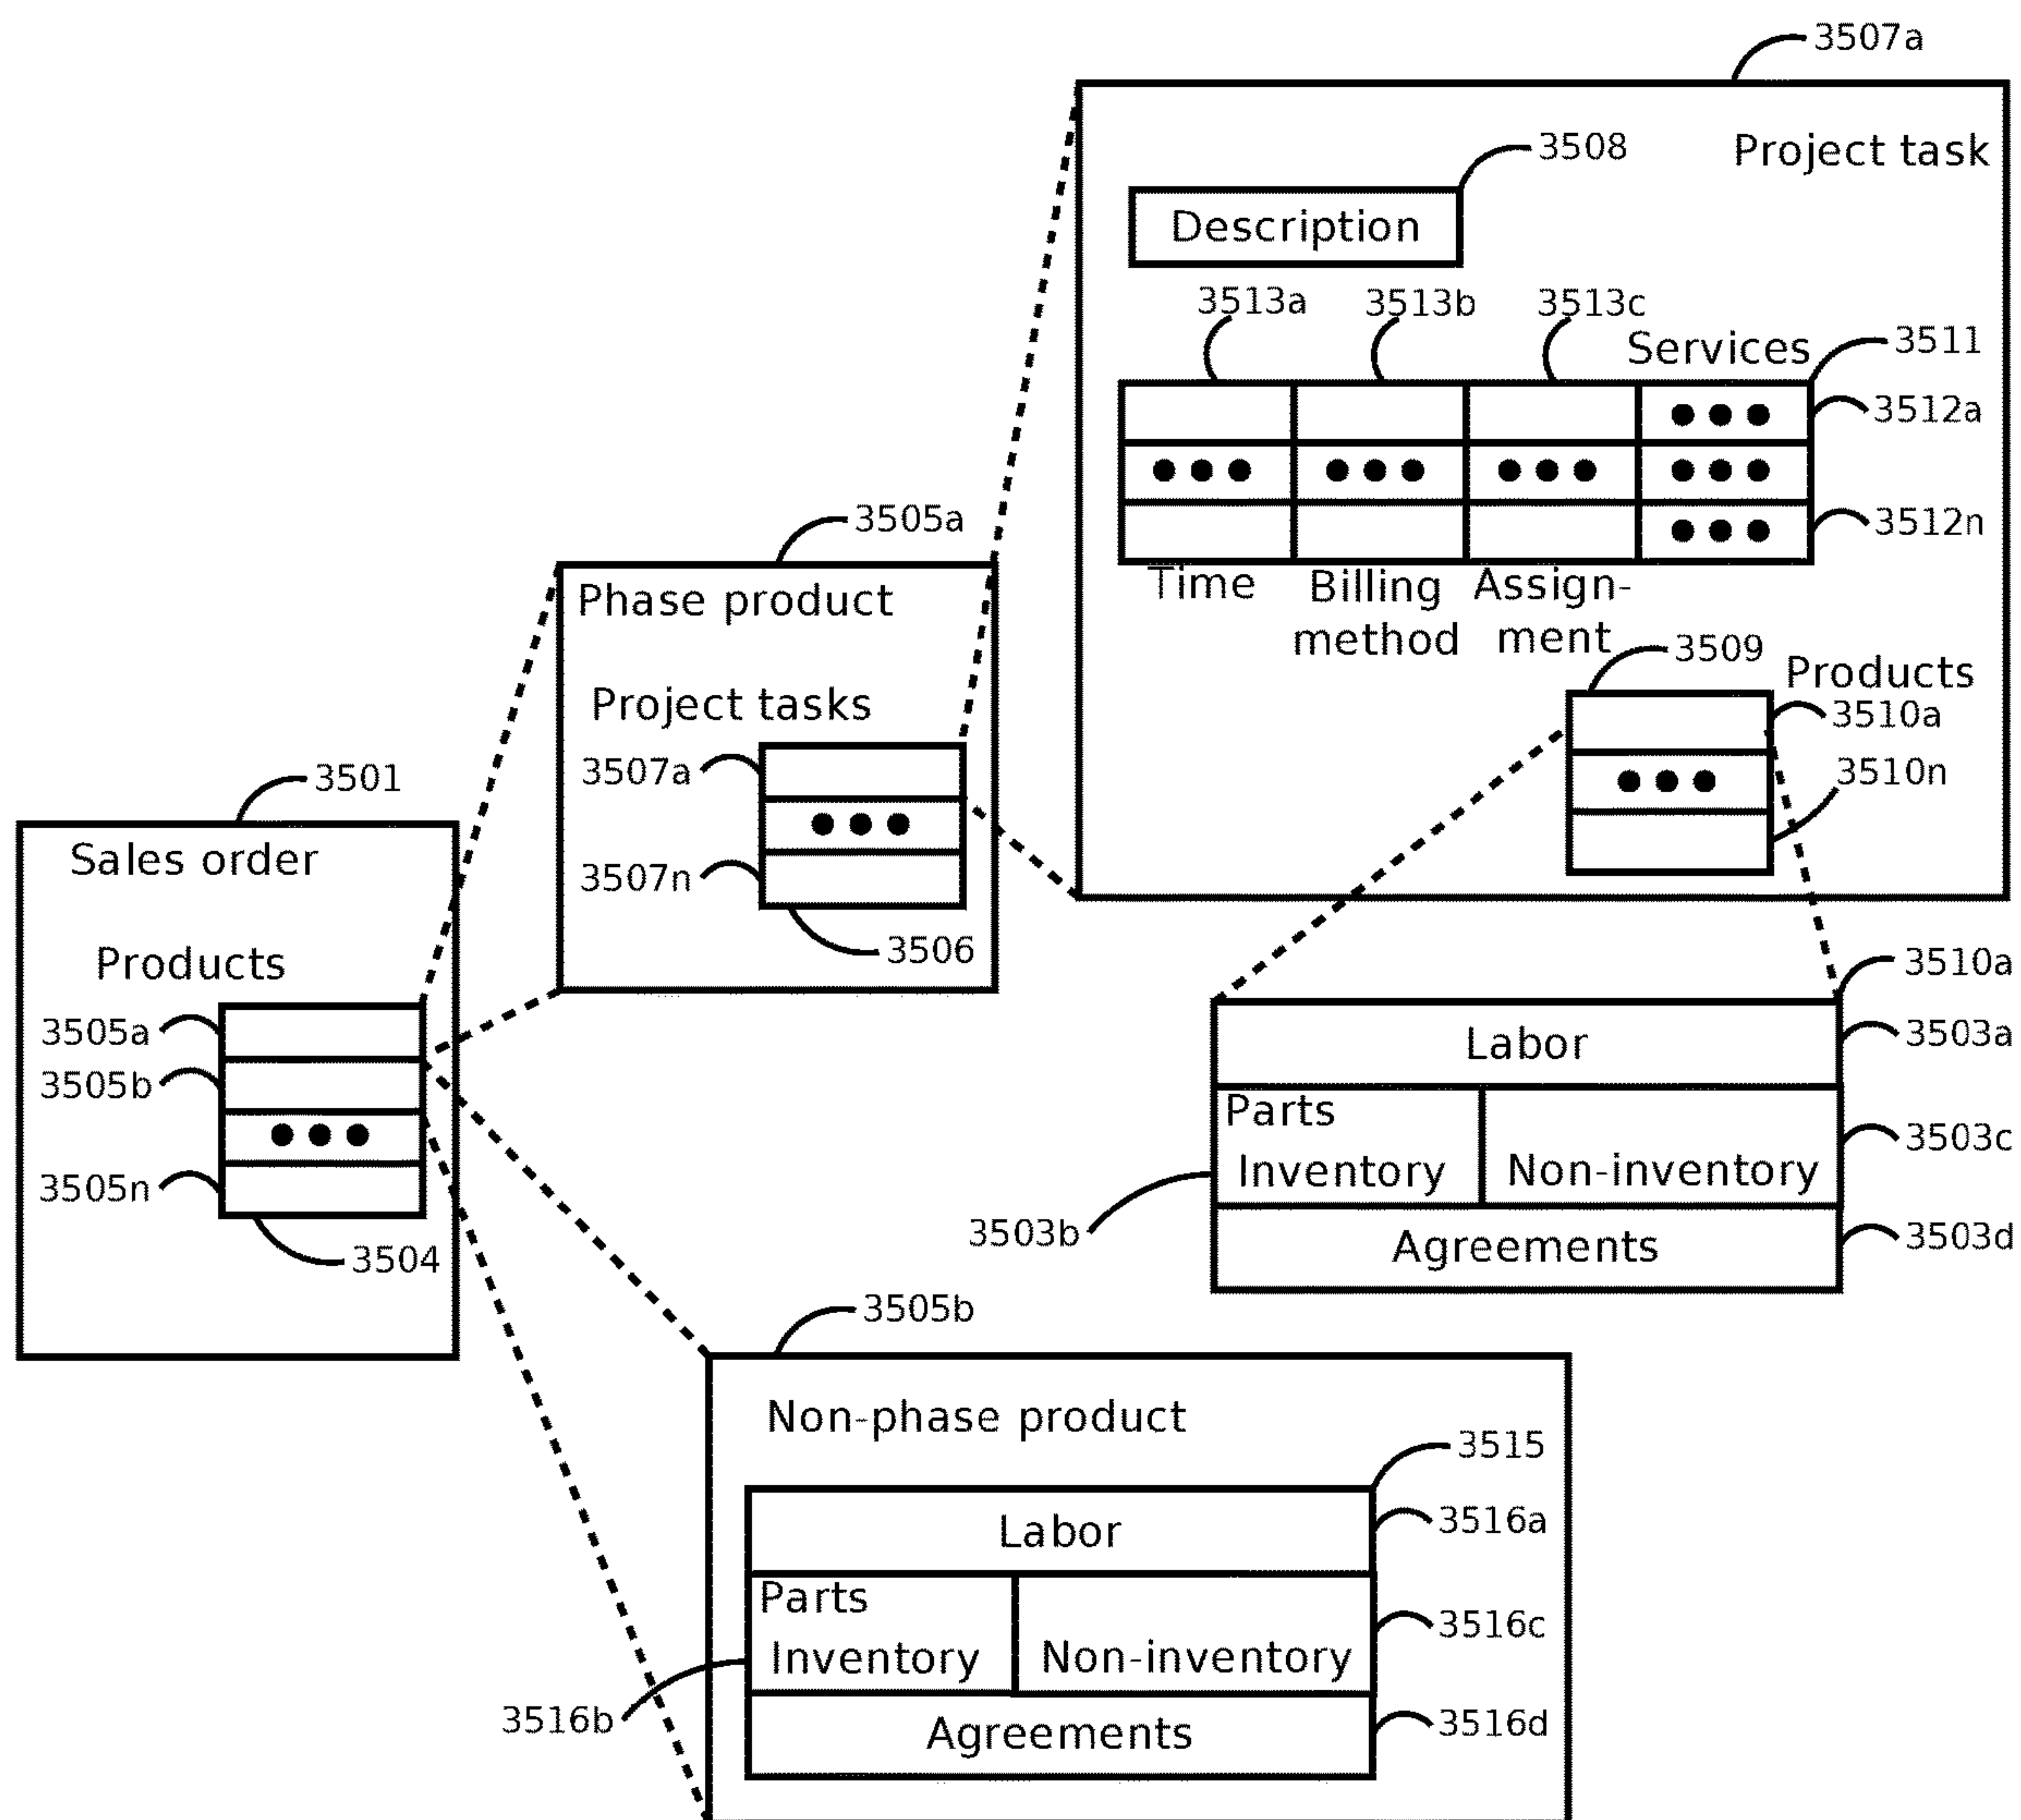 3507a
Project task
3508
Description
3513a
3513b
3513c
Services
3511
3512a
3512n
Time
Billing
method
Assign-
ment
3509
Products
3510a
3510n
3505a
Phase product
Project tasks
3507a
3507n
3506
3501
Sales order
Products
3505a
3505b
3505n
3504
3510a
Labor
3503a
Parts
Inventory
Non-inventory
3503c
3503b
Agreements
3503d
3505b
Non-phase product
3515
Labor
3516a
Parts
Inventory
Non-inventory
3516c
3516b
Agreements
3516d